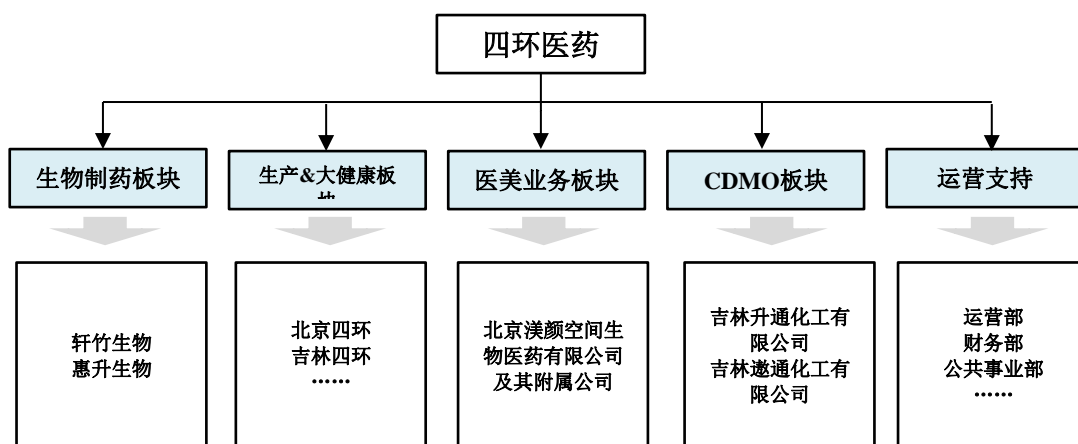 四环医药
生物制药板块
生产&大健康板
医美业务板块
CDMO板块
运营支持
轩竹生物
惠升生物
北京四环
吉林四环
……
北京渼颜空间生
物医药有限公司
及其附属公司
吉林升通化工有
限公司
吉林遨通化工有
限公司
运营部
财务部
公共事业部
……